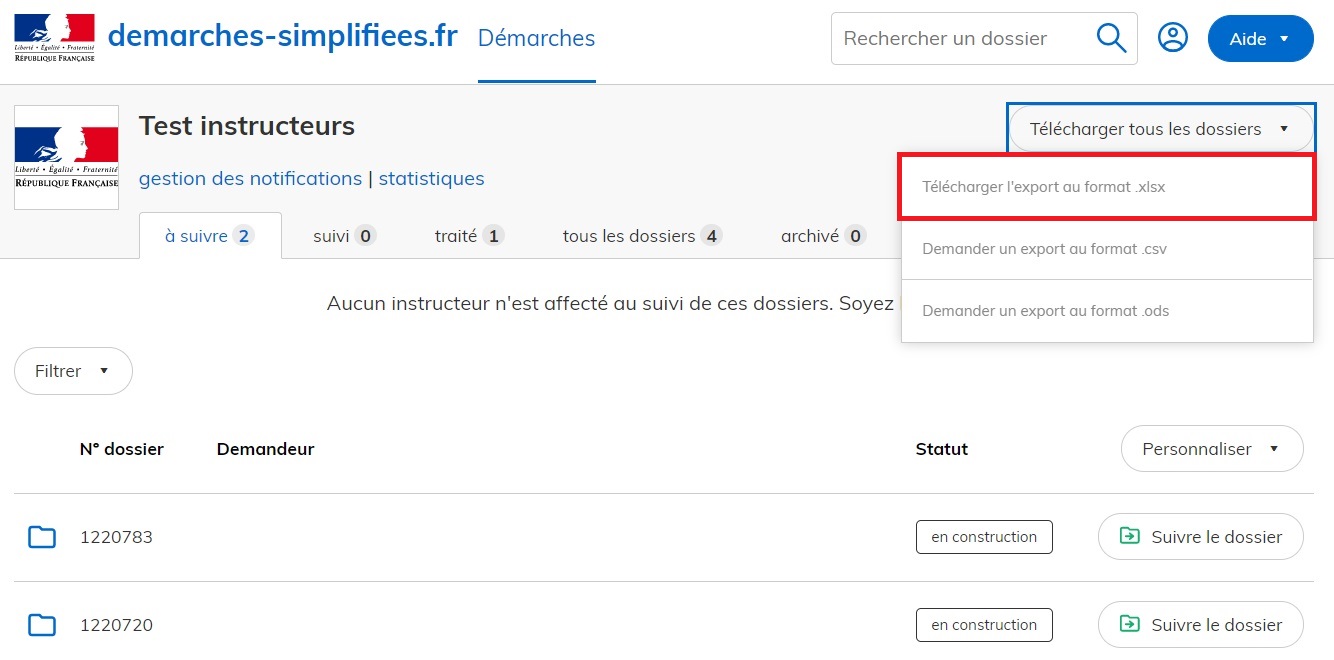 demarches-simplifiees.fr Démarches Rechercher un dossier Aide
Liberté • Égalité • Fraternité
RÉPUBLIQUE FRANÇAISE
Test instructeurs
Télécharger tous les dossiers
Liberté • Égalité • Fraternité
RÉPUBLIQUE FRANÇAISE
gestion des notifications | statistiques
Télécharger l'export au format .xlsx
à suivre 2 suivi 0 traité 1 tous les dossiers 4 archivé 0
Demander un export au format .csv
Aucun instructeur n'est affecté au suivi de ces dossiers. Soyez
Demander un export au format .ods
Filtrer
Nº dossier Demandeur Statut Personnaliser
1220783 en construction Suivre le dossier
1220720 en construction Suivre le dossier